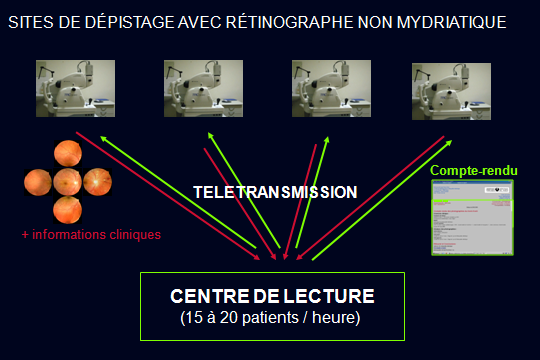 SITES DE DÉPISTAGE AVEC RÉTINOGRAPHE NON MYDRIATIQUE
Compte-rendu
TELETRANSMISSION
+ informations cliniques
CENTRE DE LECTURE
(15 à 20 patients / heure)